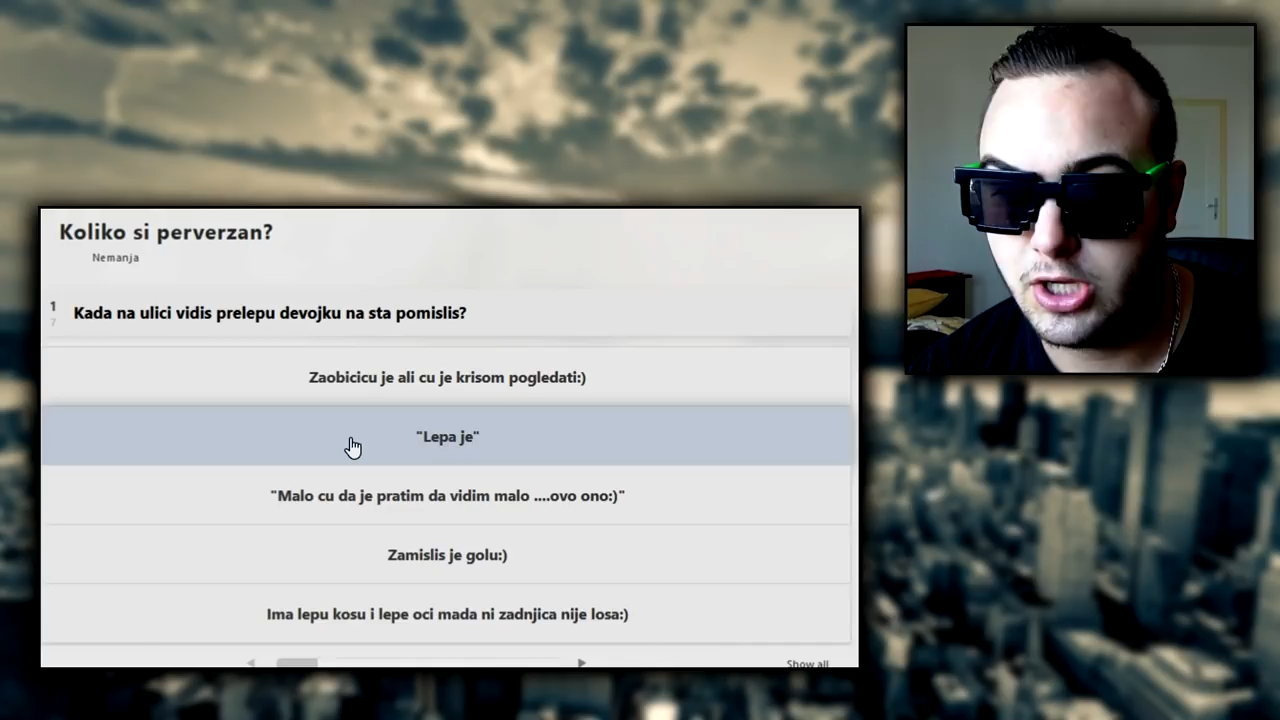 Koliko si perverzan?
Nemanja
1
7
Kada na ulici vidis prelepu devojku na sta pomislis?
Zaobicicu je ali cu je krisom pogledati:)
"Lepa je"
"Malo cu da je pratim da vidim malo ....ovo ono:)"
Zamislis je golu:)
Ima lepu kosu i lepe oci mada ni zadnjica nije losa:)
Show all